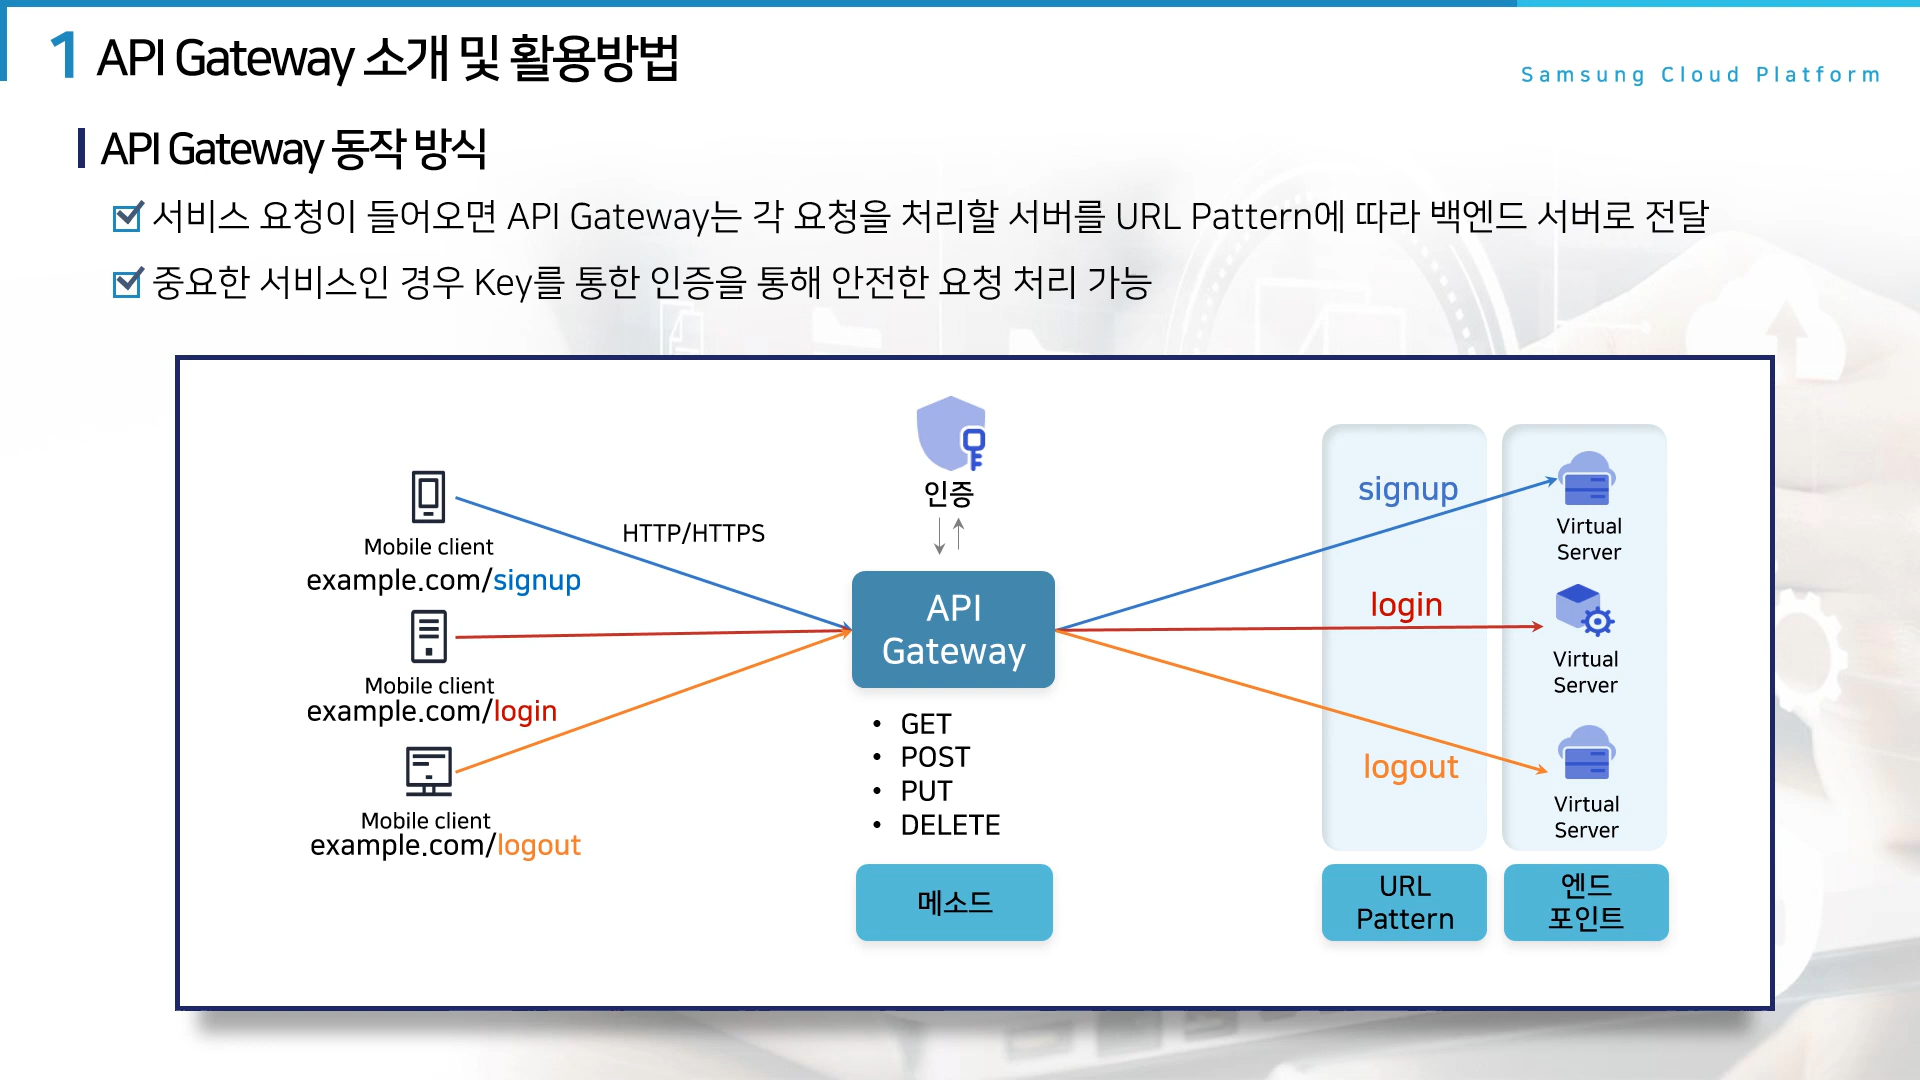 1 API Gateway 소개 및 활용방법
Samsung Cloud Platform
API Gateway 동작 방식
서비스 요청이 들어오면 API Gateway는 각 요청을 처리할 서버를 URL Pattern에 따라 백엔드 서버로 전달
중요한 서비스인 경우 Key를 통한 인증을 통해 안전한 요청 처리 가능
Mobile client
example.com/signup
Mobile client
example.com/login
Mobile client
example.com/logout
HTTP/HTTPS
인증
API
Gateway
• GET
• POST
• PUT
• DELETE
메소드
signup
login
logout
URL
Pattern
Virtual
Server
Virtual
Server
Virtual
Server
엔드
포인트